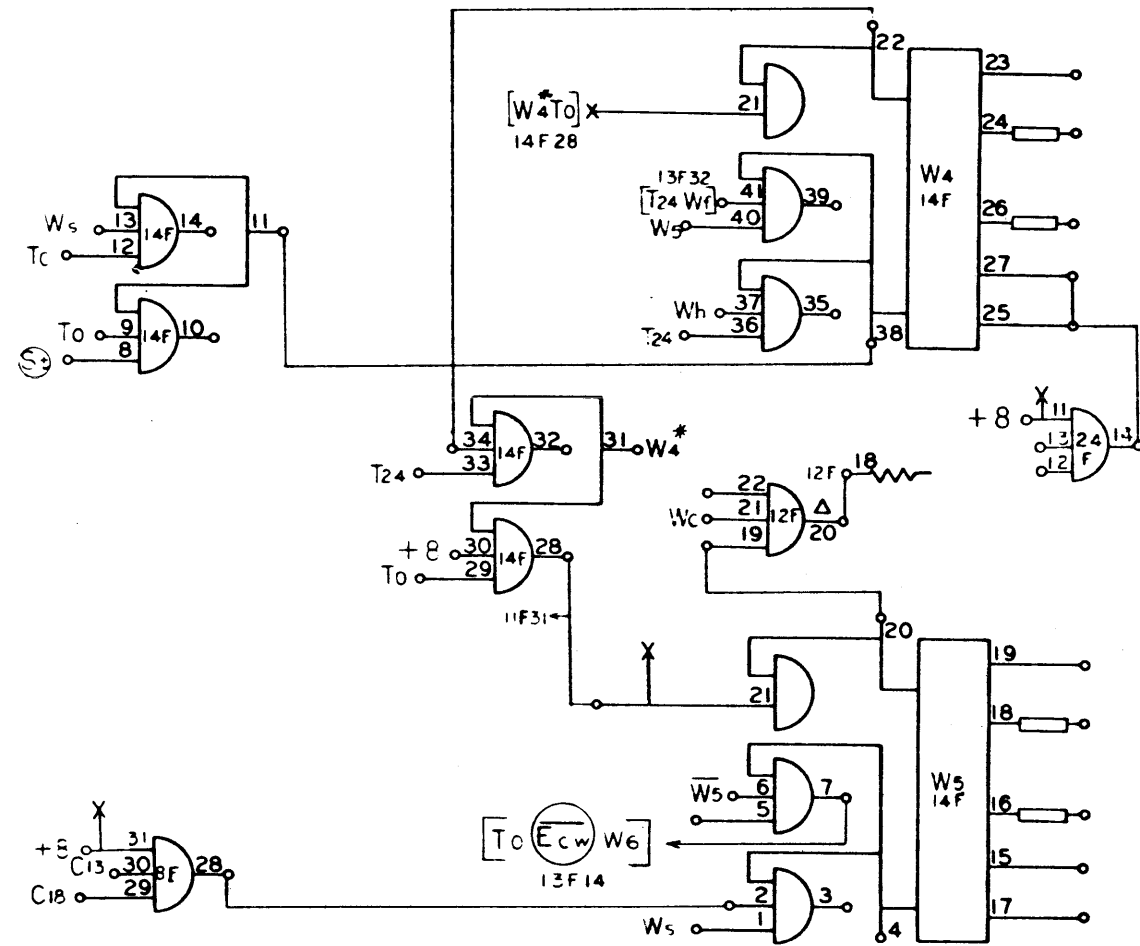 22
23
21
[W4*To]
14F28
24
W4
14F
13F32
[T24 Wf]
41
39
40
W5
26
Ws
13
14
11
14F
Tc
12
27
Wh
37
35
36
T24
25
38
To
9
10
14F
8
+8
11
13
24
F
12
14
34
32
31
W4*
14F
33
T24
12F
18
22
Wc
21
12F
Δ
20
19
+8
30
28
14F
To
29
11F31
20
19
21
18
W5
14F
W5
6
7
5
16
[To Ecw W6]
13F14
15
+8
31
C13
30
8F
28
C18
29
2
3
Ws
1
17
4